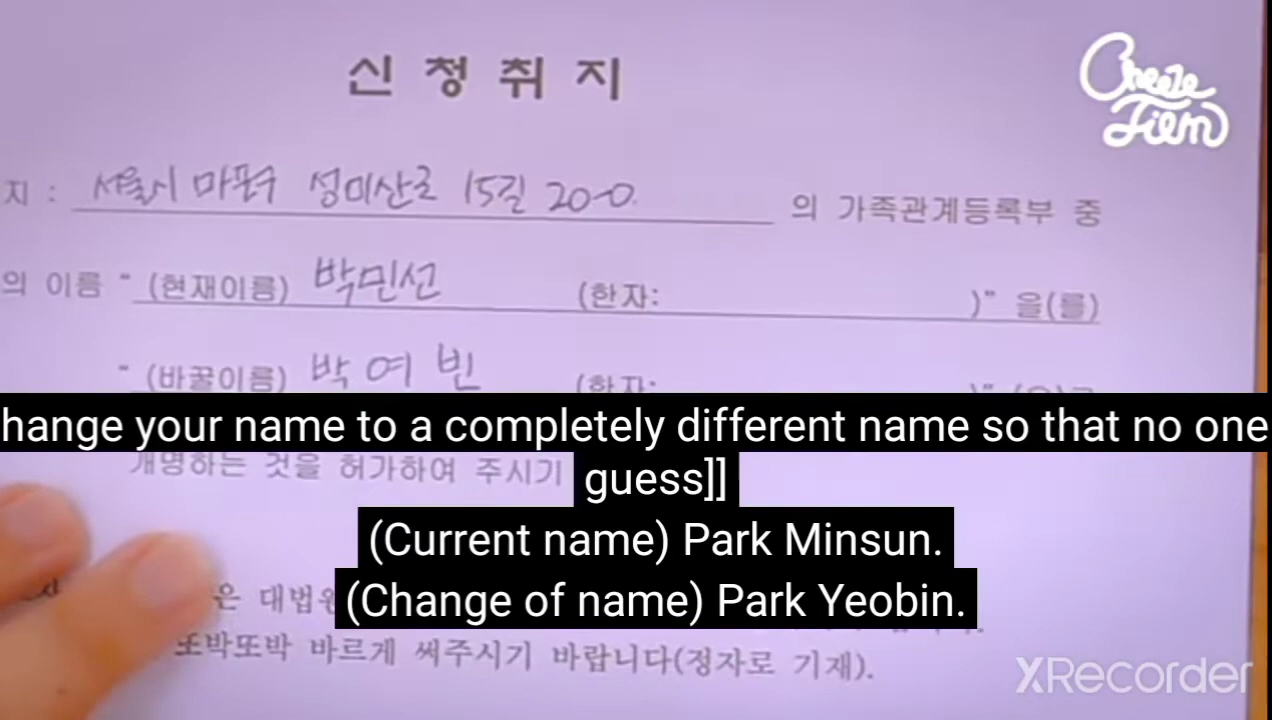 신청취지
Cheeze Film
지 : 서울시 마포구 성미산로 15길 20-0. 의 가족관계등록부 중
의 이름 " (현재이름) 박민선 (한자: )" 을(를)
" (바꿀이름) 박여빈 (한자:
hange your name to a completely different name so that no one
개명하는 것을 허가하여 주시기 guess]]
(Current name) Park Minsun.
은 대법원 (Change of name) Park Yeobin.
또박또박 바르게 써주시기 바랍니다(정자로 기재).
XRecorder